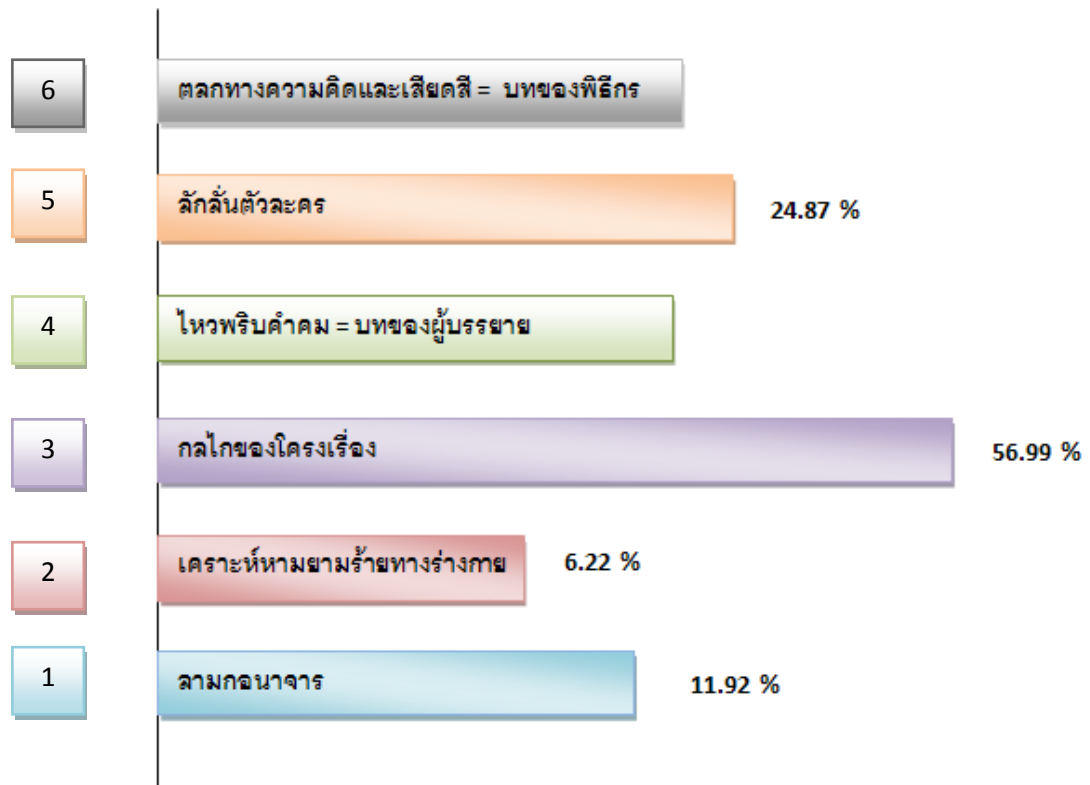 6
ตลกทางความคิดและเสียดสี = บทของพิธีกร
5
ลักลั่นตัวละคร
24.87 %
4
ไหวพริบคำคม = บทของผู้บรรยาย
3
กลไกของโครงเรื่อง
56.99 %
2
เคราะห์หามยามร้ายทางร่างกาย
6.22 %
1
ลามกอนาจาร
11.92 %